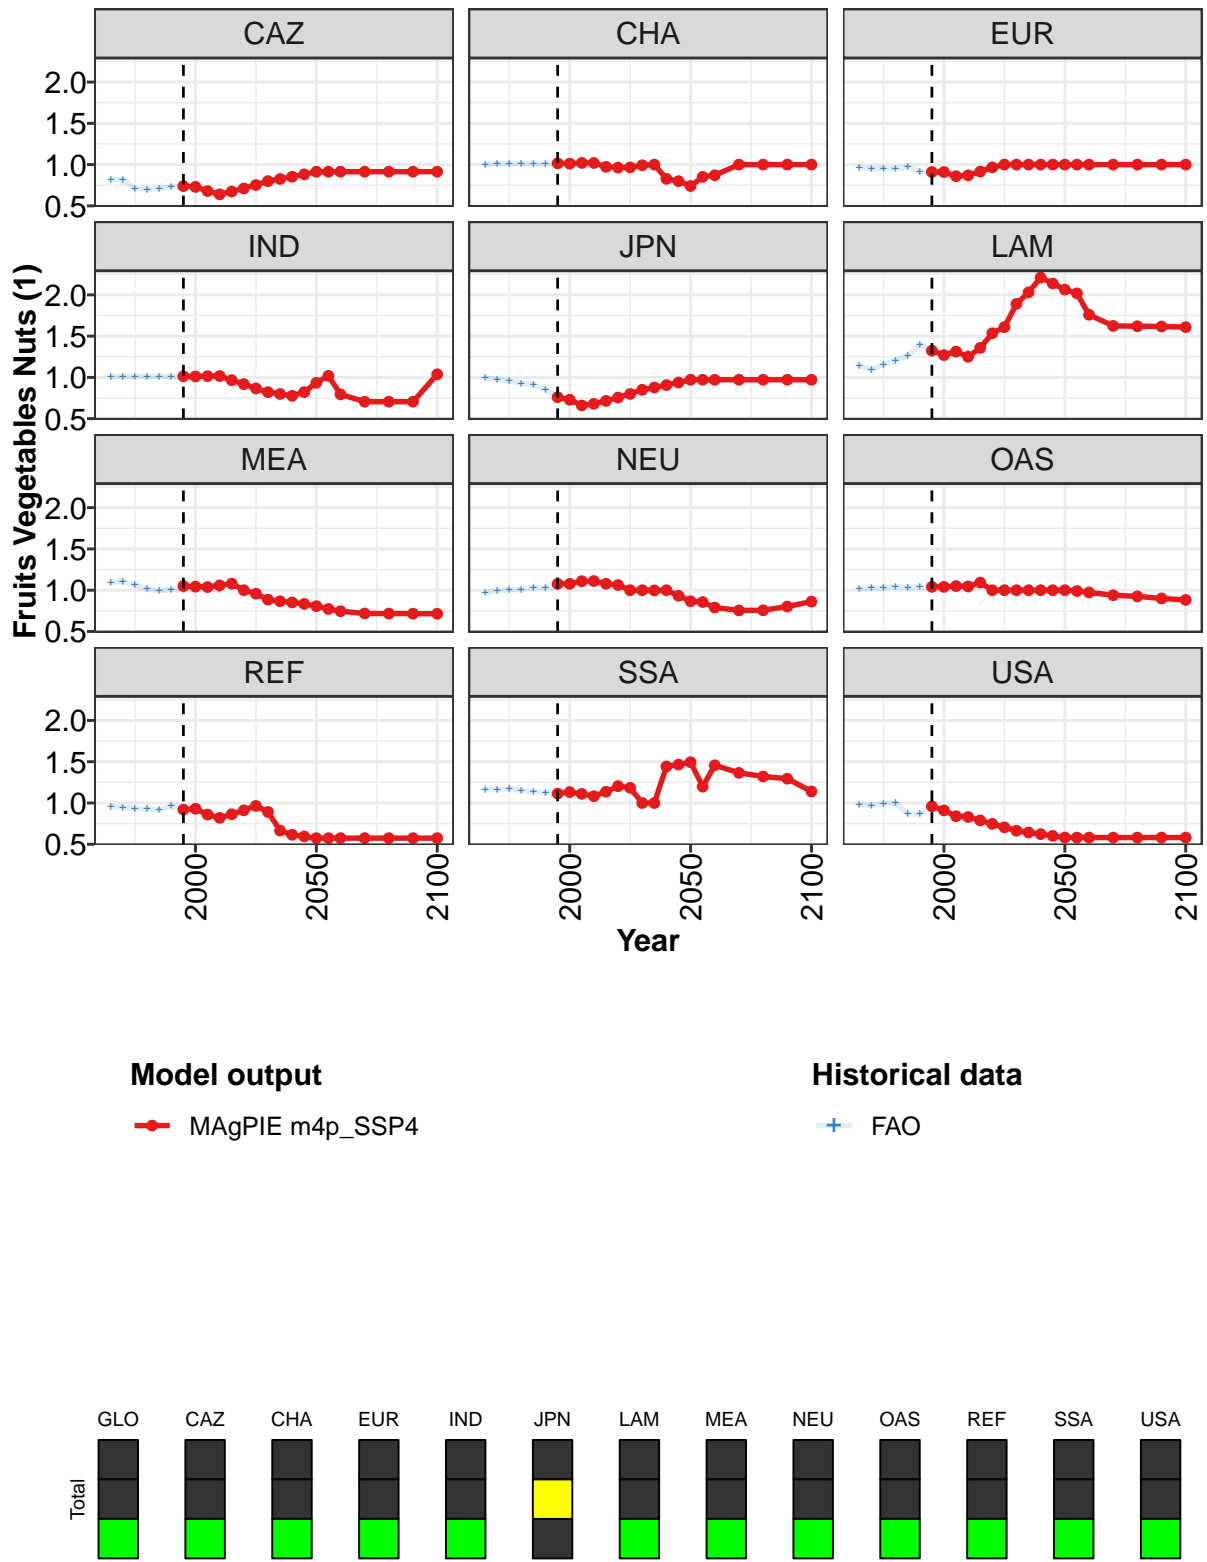 CAZ CHA EUR
2.0
1.5
1.0
0.5
IND JPN LAM
2.0
1.5
1.0
0.5
MEA NEU OAS
2.0
1.5
1.0
0.5
REF SSA USA
2.0
1.5
1.0
0.5
Fruits Vegetables Nuts (1)
2000 2050 2100 2000 2050 2100 2000 2050 2100
Year
Model output
MAgPIE m4p_SSP4
Historical data
FAO
GLO CAZ CHA EUR IND JPN LAM MEA NEU OAS REF SSA USA
Total